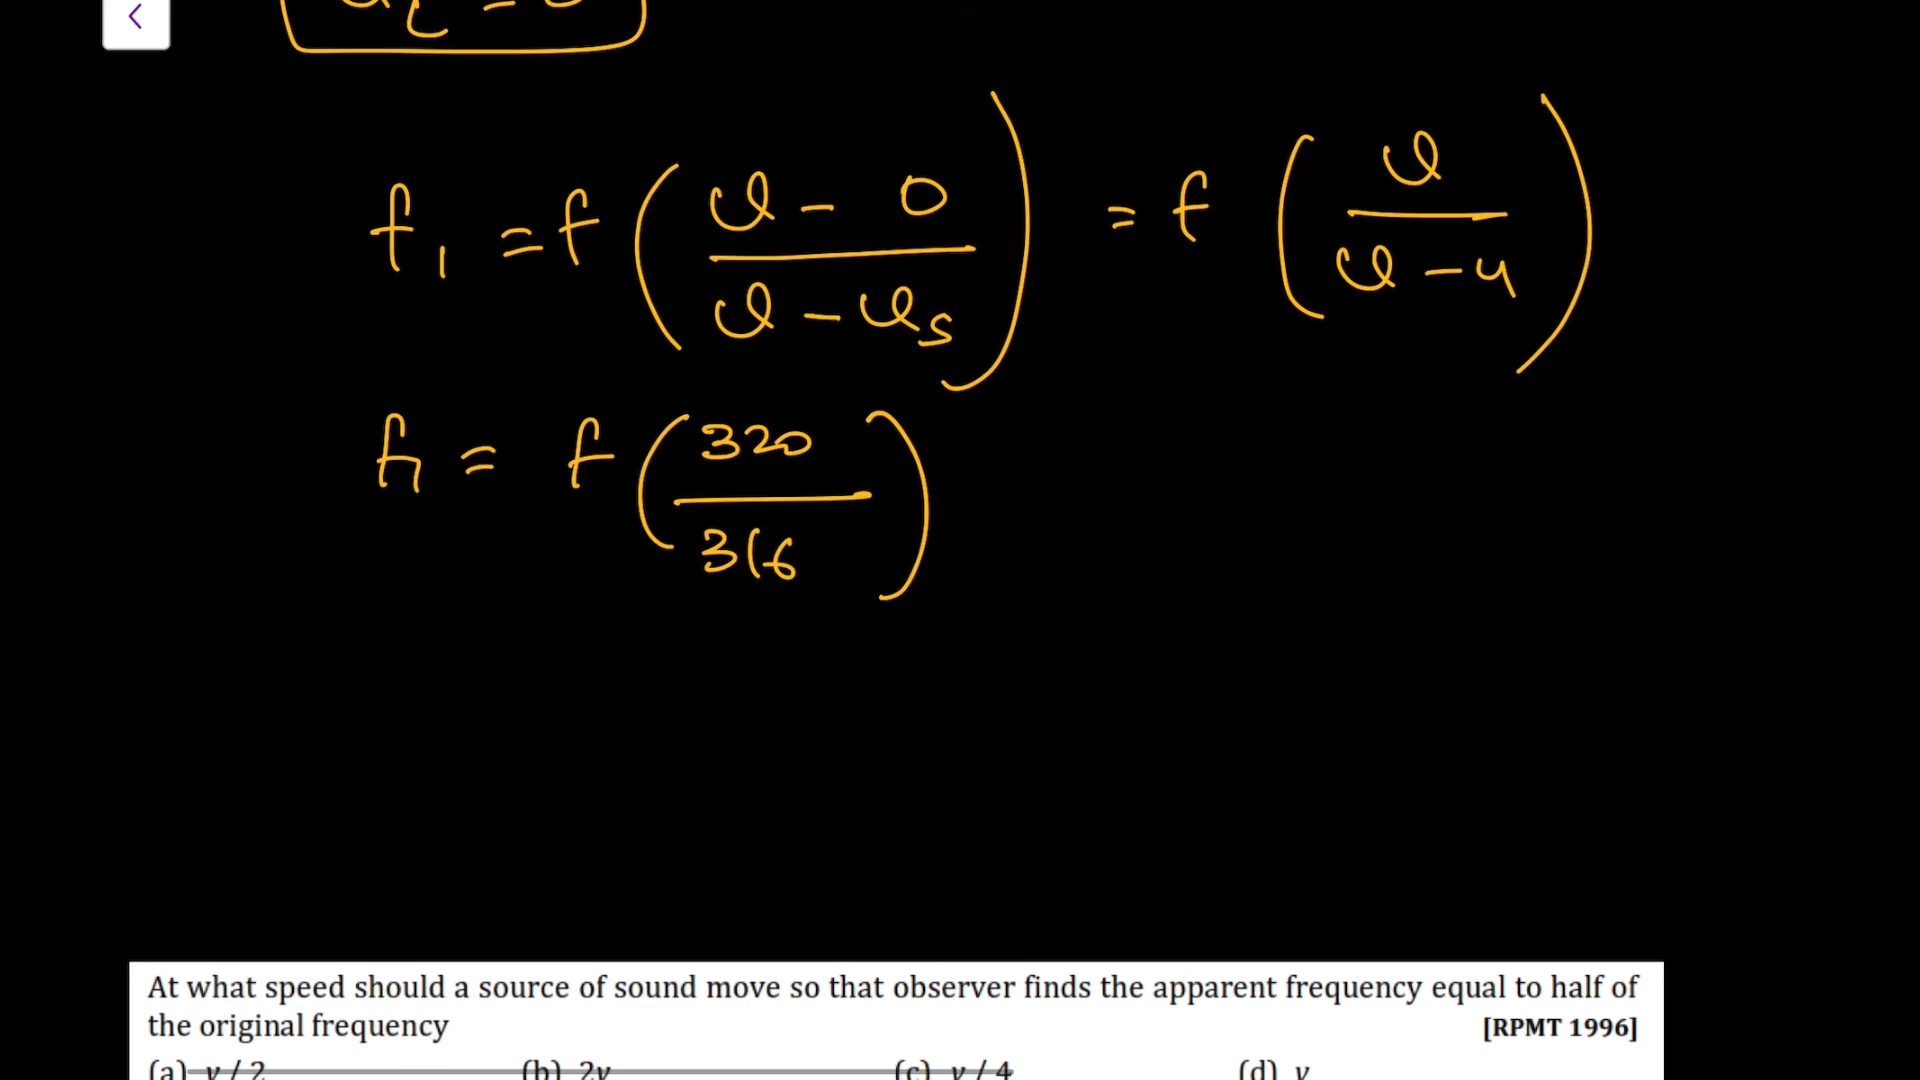 f₁ = f ( v - 0 / v - vₛ ) = f ( v / v - 4 )
f₁ = f ( 320 / 316 )
At what speed should a source of sound move so that observer finds the apparent frequency equal to half of
the original frequency [RPMT 1996]
(a) v / 2 (b) 2v (c) v / 4 (d) v